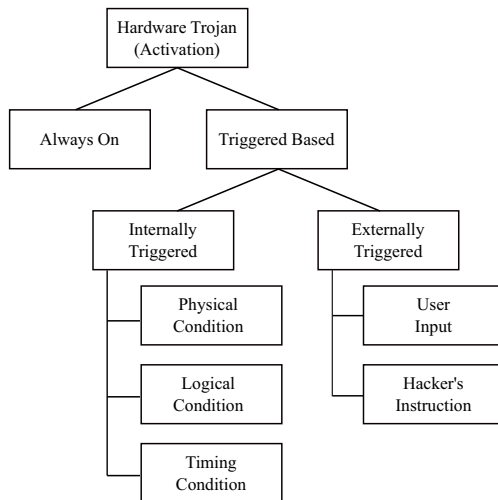 Hardware Trojan
(Activation)
Always On
Triggered Based
Internally
Triggered
Externally
Triggered
Physical
Condition
User
Input
Logical
Condition
Hacker's
Instruction
Timing
Condition